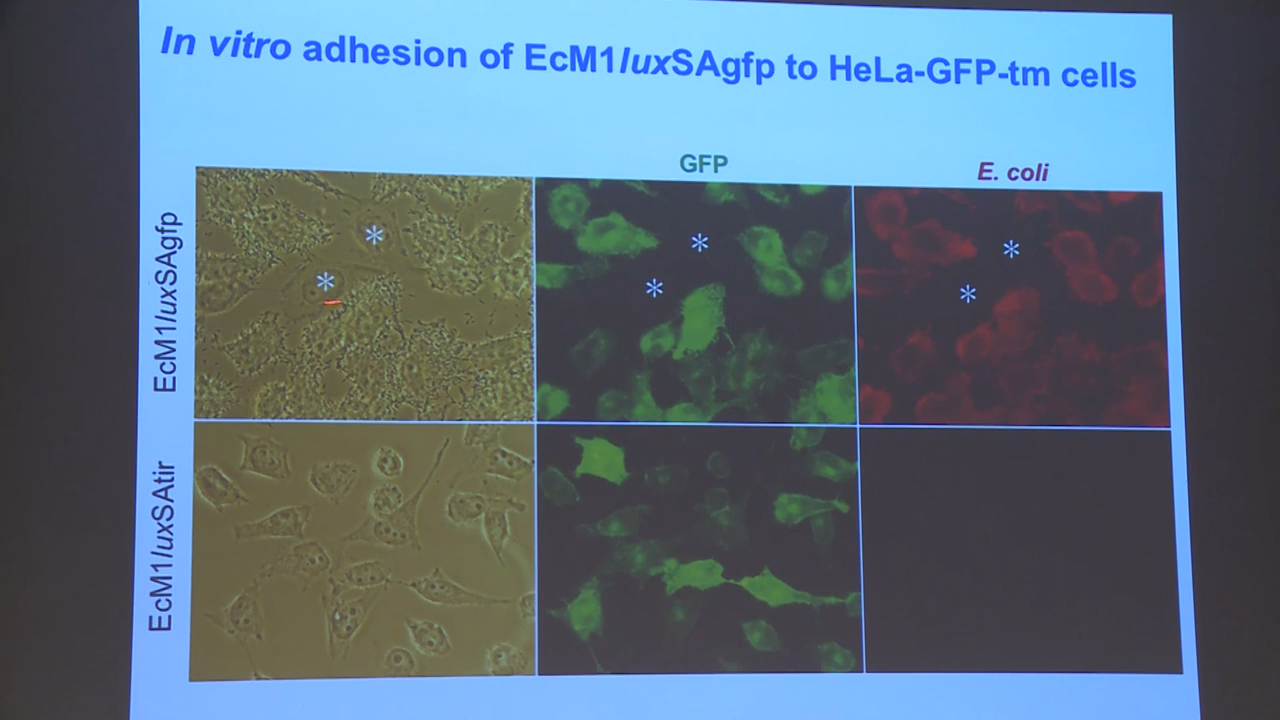 In vitro adhesion of EcM1luxSAgfp to HeLa-GFP-tm cells
GFP
E. coli
EcM1luxSAgfp
* * *
* * *
EcM1luxSAtir